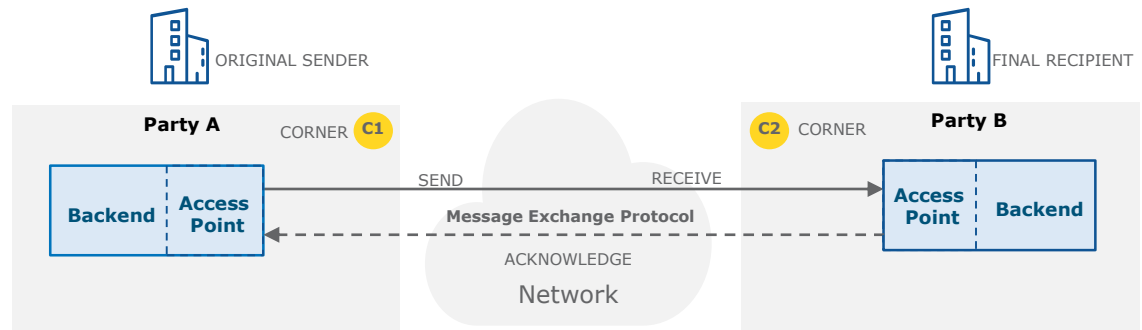 ORIGINAL SENDER
FINAL RECIPIENT
Party A
CORNER C1
C2 CORNER
Party B
Backend
Access
Point
SEND
RECEIVE
Message Exchange Protocol
ACKNOWLEDGE
Network
Access
Point
Backend